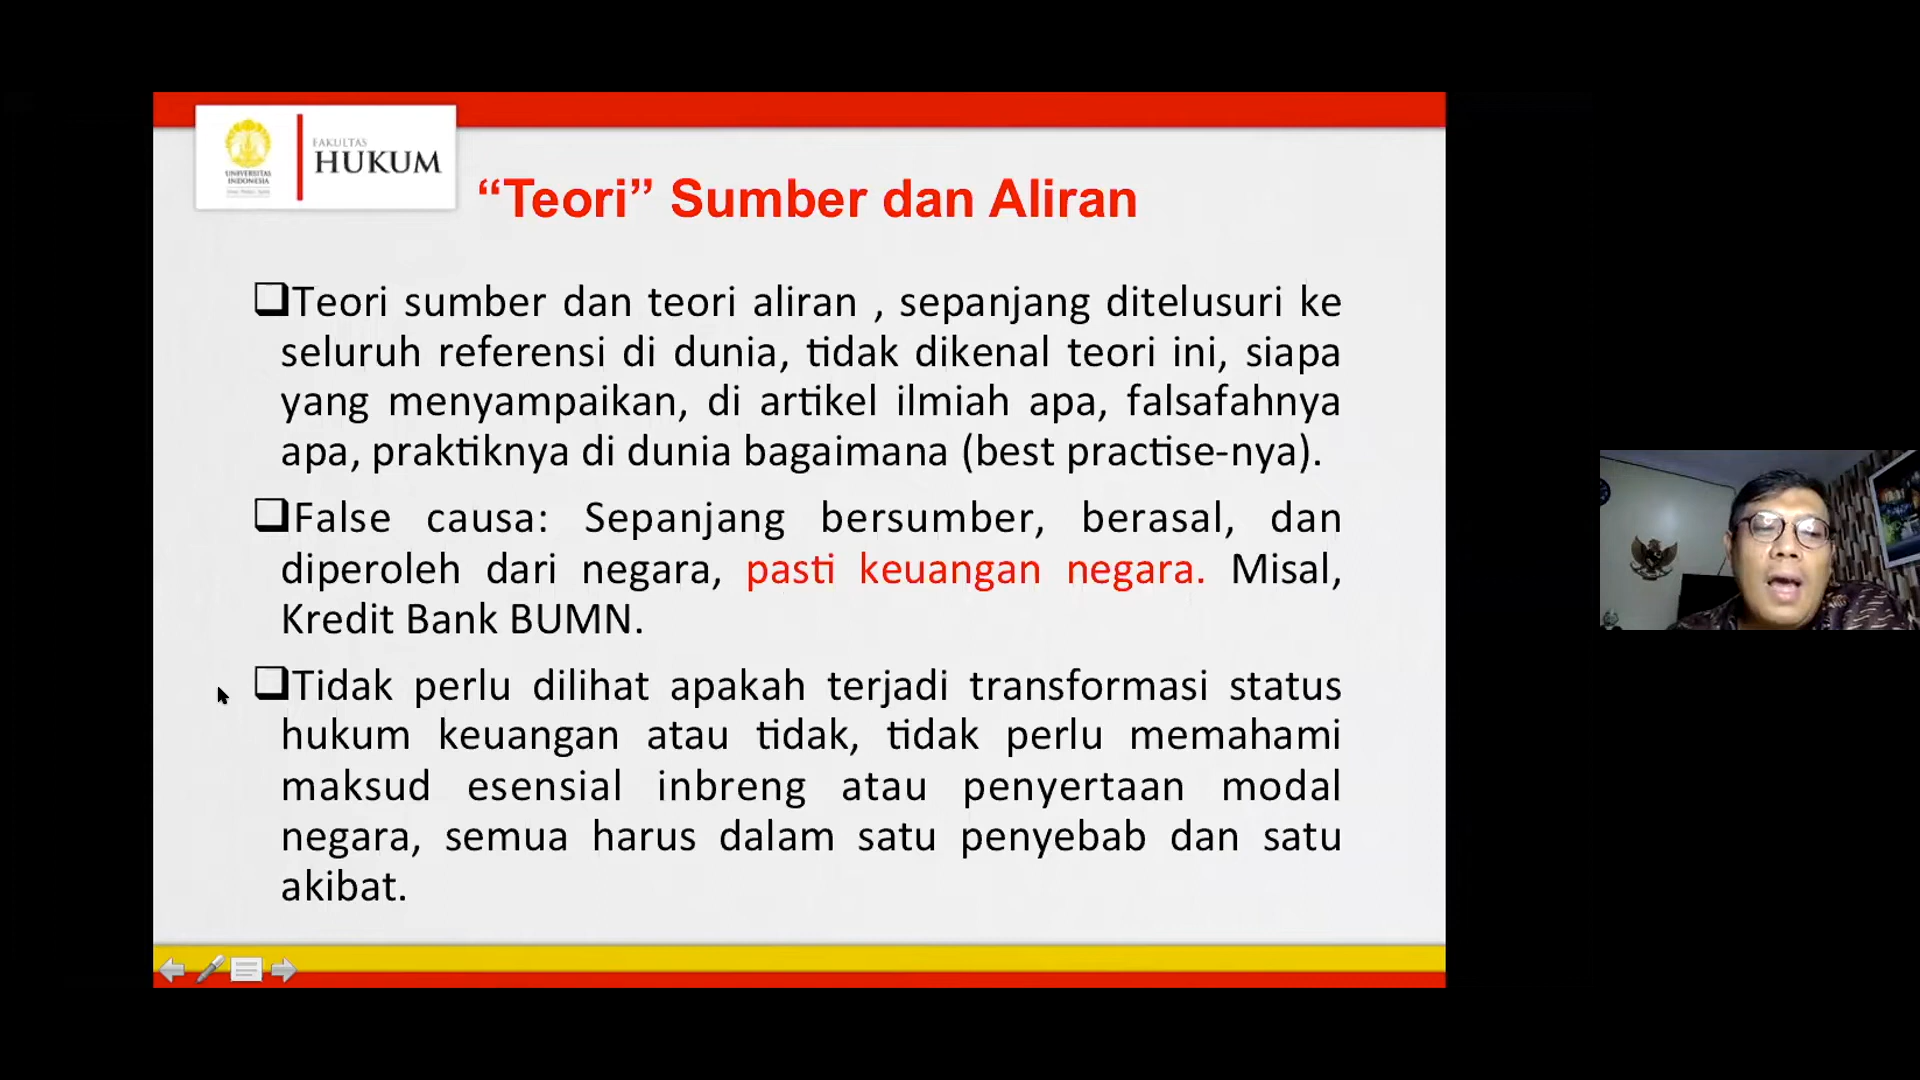 UNIVERSITAS
INDONESIA
FAKULTAS
HUKUM
“Teori” Sumber dan Aliran
Teori sumber dan teori aliran , sepanjang ditelusuri ke
seluruh referensi di dunia, tidak dikenal teori ini, siapa
yang menyampaikan, di artikel ilmiah apa, falsafahnya
apa, praktiknya di dunia bagaimana (best practise-nya).
False causa: Sepanjang bersumber, berasal, dan
diperoleh dari negara, pasti keuangan negara. Misal,
Kredit Bank BUMN.
Tidak perlu dilihat apakah terjadi transformasi status
hukum keuangan atau tidak, tidak perlu memahami
maksud esensial inbreng atau penyertaan modal
negara, semua harus dalam satu penyebab dan satu
akibat.